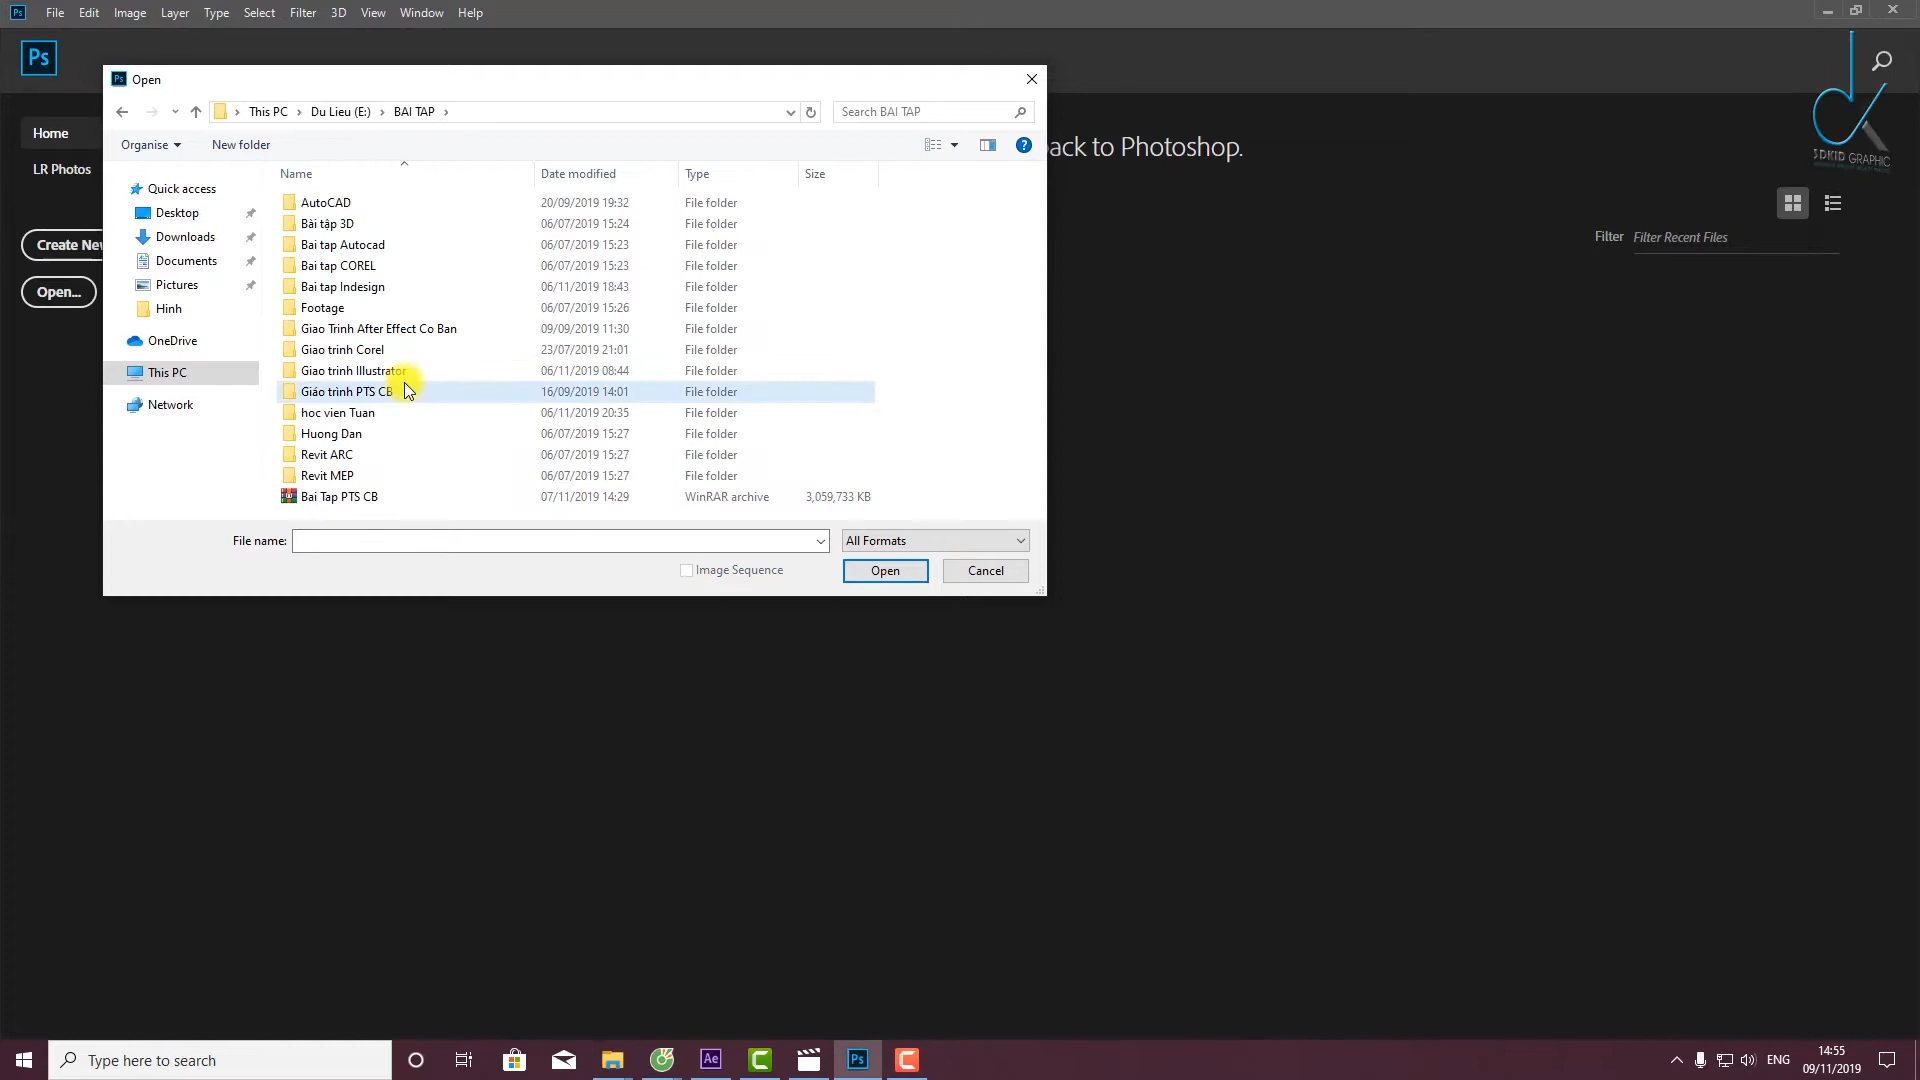 Ps File Edit Image Layer Type Select Filter 3D View Window Help
Ps
Ps Open
This PC Du Lieu (E:) BAI TAP Search BAI TAP
Home
Organise New folder ?
ack to Photoshop.
3DKID GRAPHIC
LR Photos
Name Date modified Type Size
Quick access
AutoCAD 20/09/2019 19:32 File folder
Desktop
Bài tập 3D 06/07/2019 15:24 File folder
Downloads
Filter Filter Recent Files
Create New
Bai tap Autocad 06/07/2019 15:23 File folder
Documents
Bai tap COREL 06/07/2019 15:23 File folder
Pictures
Bai tap Indesign 06/11/2019 18:43 File folder
Open...
Hinh
Footage 06/07/2019 15:26 File folder
Giao Trinh After Effect Co Ban 09/09/2019 11:30 File folder
OneDrive
Giao trinh Corel 23/07/2019 21:01 File folder
This PC
Giao trinh Illustrator 06/11/2019 08:44 File folder
Giáo trình PTS CB 16/09/2019 14:01 File folder
Network
hoc vien Tuan 06/11/2019 20:35 File folder
Huong Dan 06/07/2019 15:27 File folder
Revit ARC 06/07/2019 15:27 File folder
Revit MEP 06/07/2019 15:27 File folder
Bai Tap PTS CB 07/11/2019 14:29 WinRAR archive 3,059,733 KB
File name: All Formats
Image Sequence Open Cancel
Type here to search Ae Ps ENG 14:55
09/11/2019